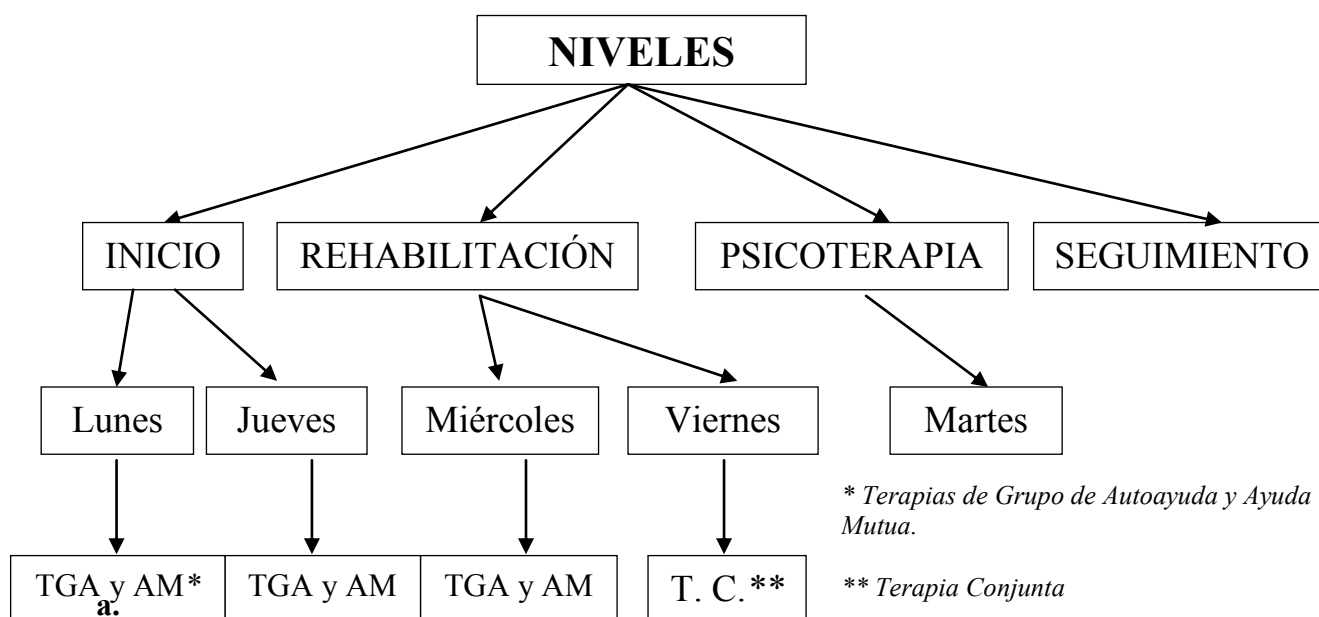 NIVELES
INICIO
REHABILITACIÓN
PSICOTERAPIA
SEGUIMIENTO
Lunes
Jueves
Miércoles
Viernes
Martes
* Terapias de Grupo de Autoayuda y Ayuda
Mutua.
TGA y AM*
a.
TGA y AM
TGA y AM
T. C.**
** Terapia Conjunta